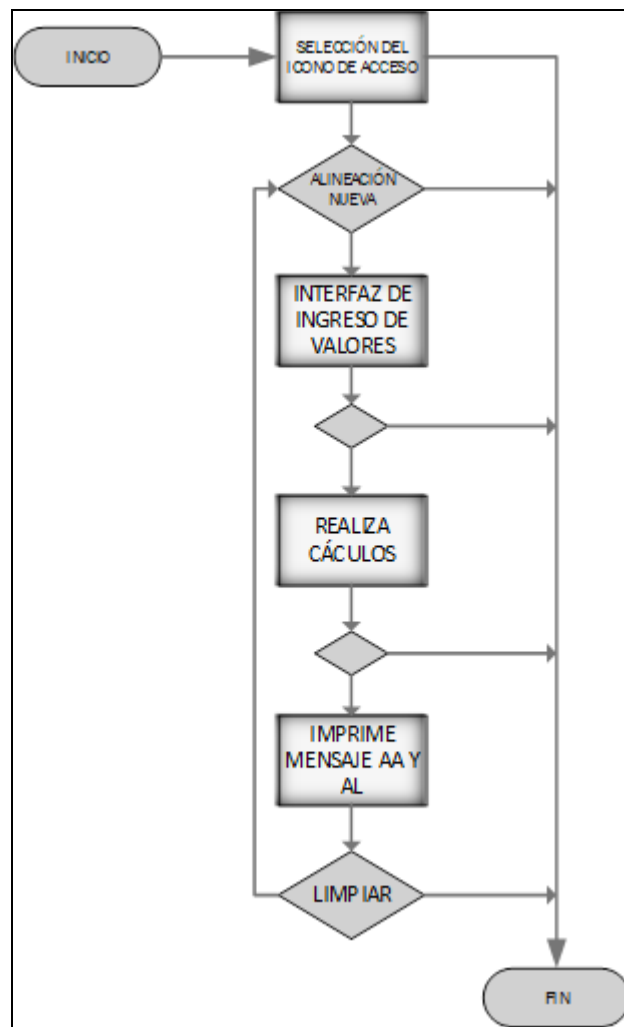 INICIO
SELECCIÓN DEL
ICONO DE ACCESO
ALINEACIÓN
NUEVA
INTERFAZ DE
INGRESO DE
VALORES
REALIZA
CÁCULOS
IMPRIME
MENSAJE AA Y
AL
LIMPIAR
FIN